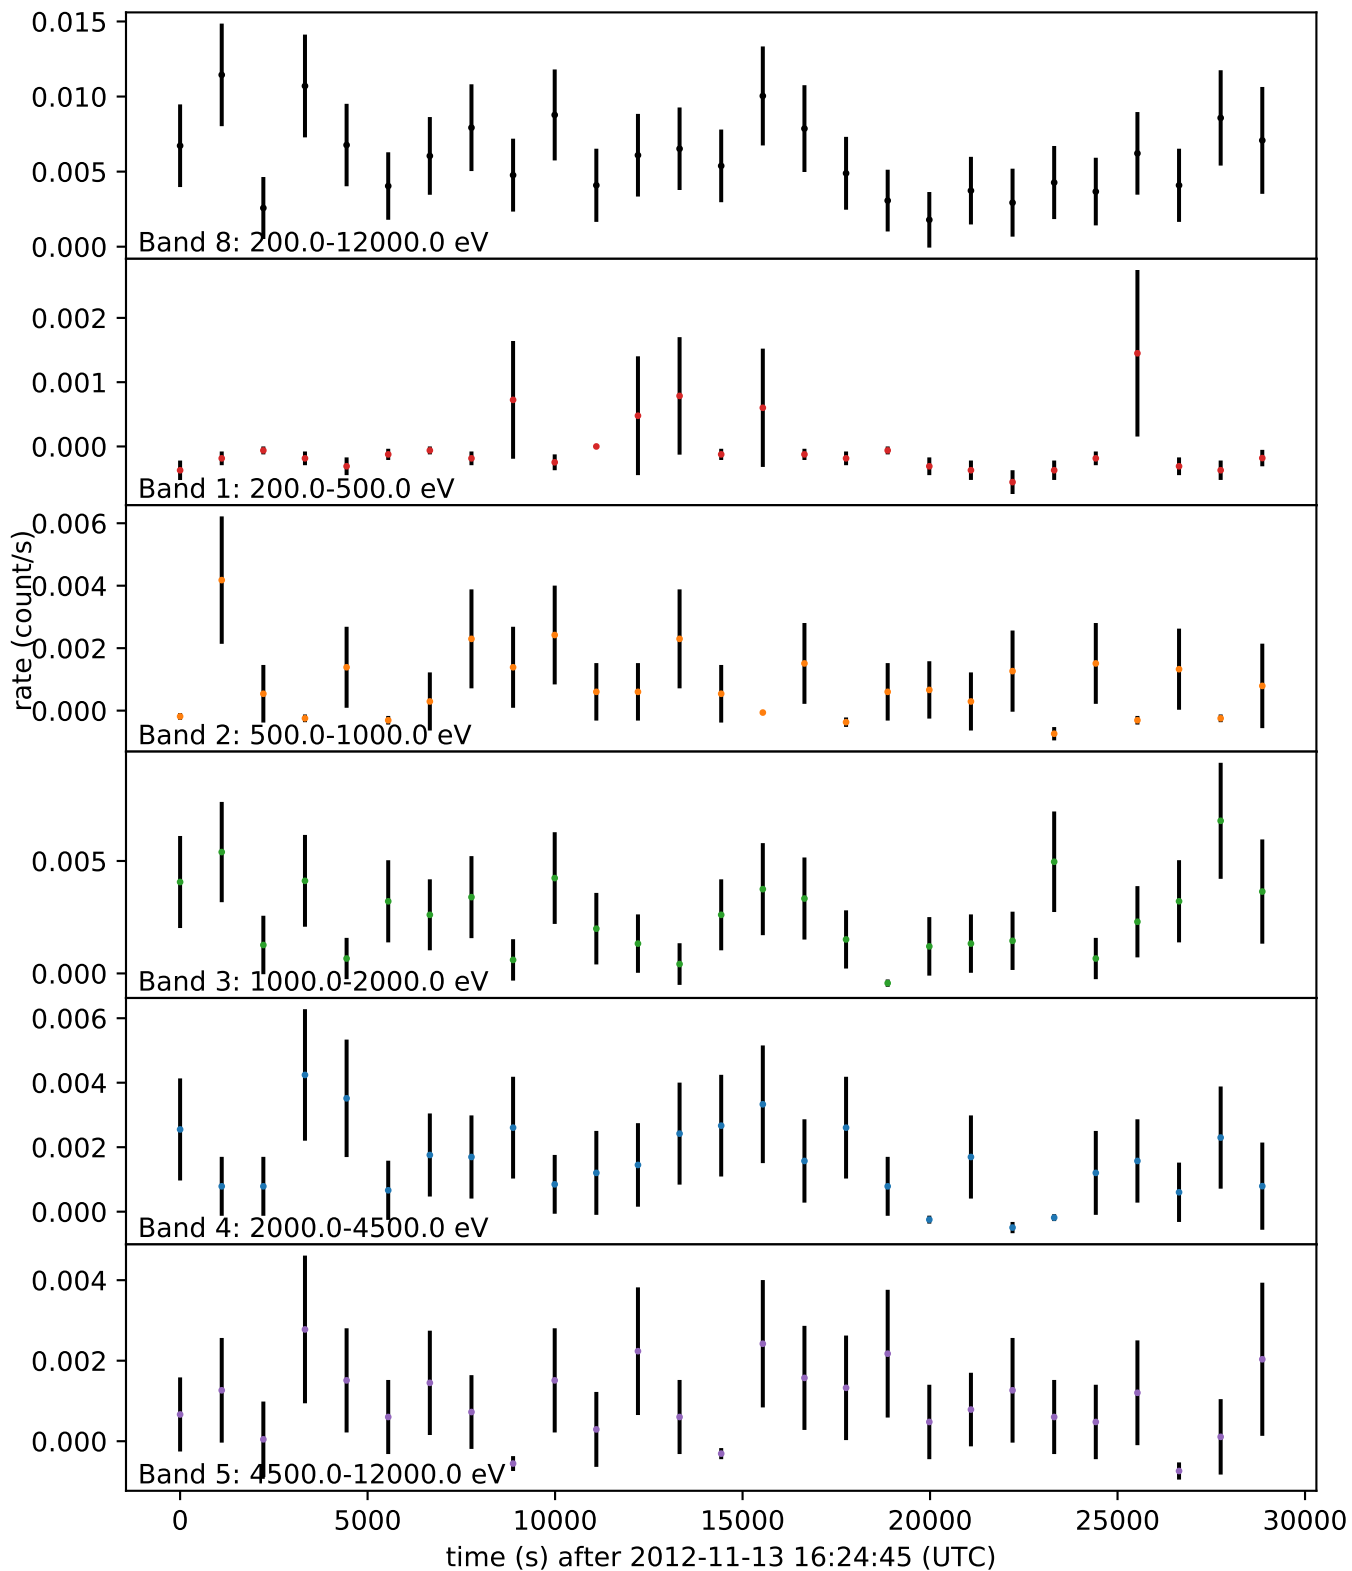 0.015
0.010
0.005
0.000
Band 8: 200.0-12000.0 eV
0.002
0.001
0.000
Band 1: 200.0-500.0 eV
rate (count/s)
0.006
0.004
0.002
0.000
Band 2: 500.0-1000.0 eV
0.005
0.000
Band 3: 1000.0-2000.0 eV
0.006
0.004
0.002
0.000
Band 4: 2000.0-4500.0 eV
0.004
0.002
0.000
Band 5: 4500.0-12000.0 eV
0 5000 10000 15000 20000 25000 30000
time (s) after 2012-11-13 16:24:45 (UTC)